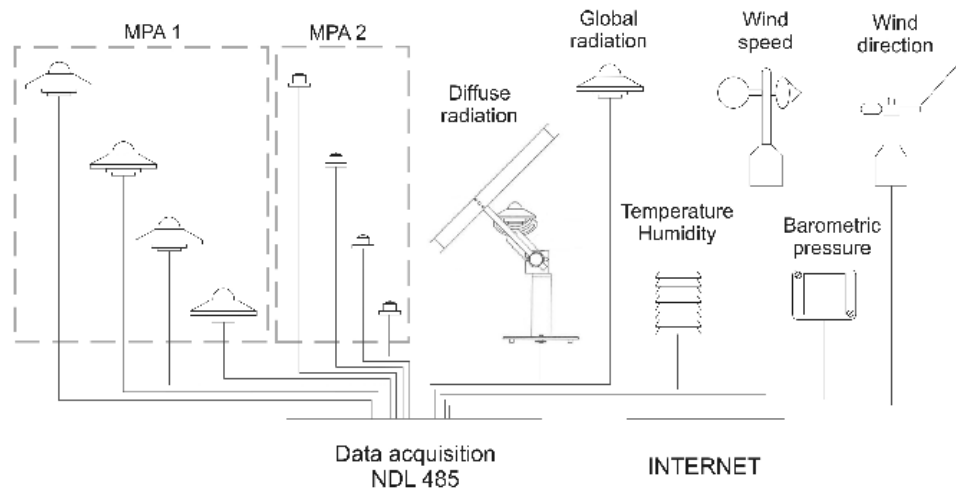 MPA 1
MPA 2
Global
radiation
Wind
speed
Wind
direction
Diffuse
radiation
Temperature
Humidity
Barometric
pressure
Data acquisition
NDL 485
INTERNET